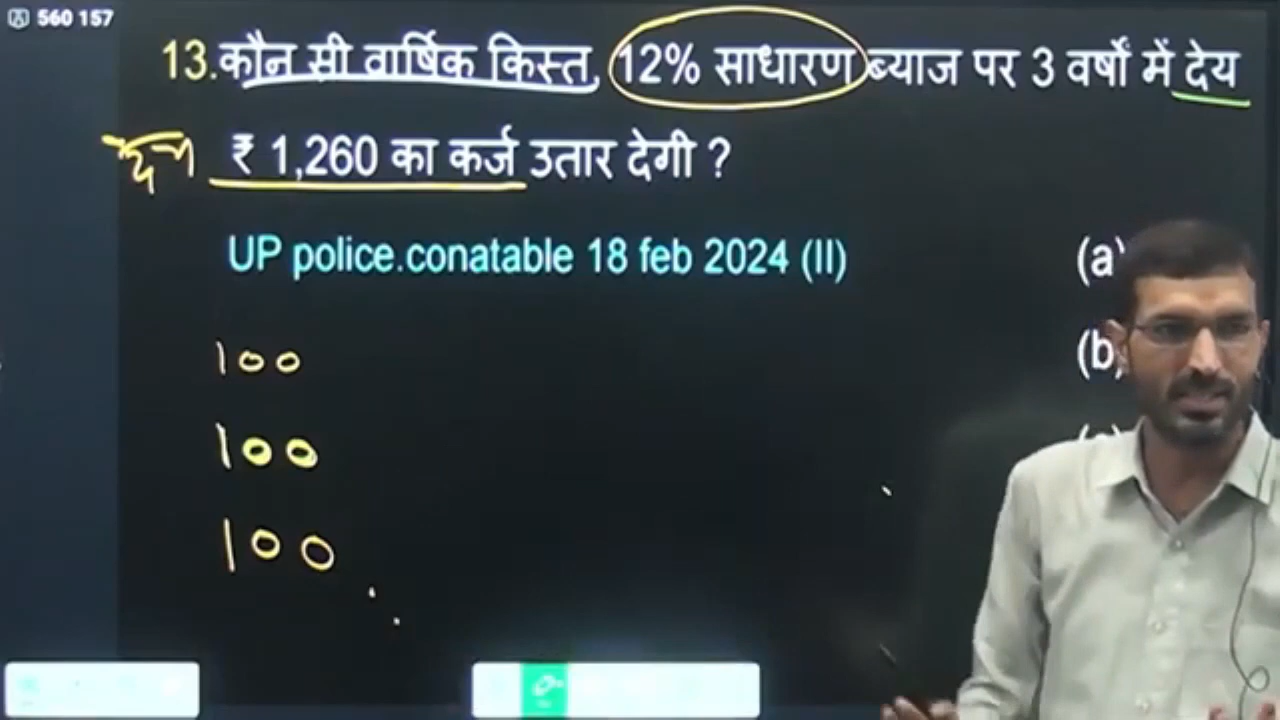 560 157
13.कौन सी वार्षिक किस्त, 12% साधारण ब्याज पर 3 वर्षों में देय
देय ₹ 1,260 का कर्ज उतार देगी ?
UP police.conatable 18 feb 2024 (II)
(a)
100
(b)
100
100